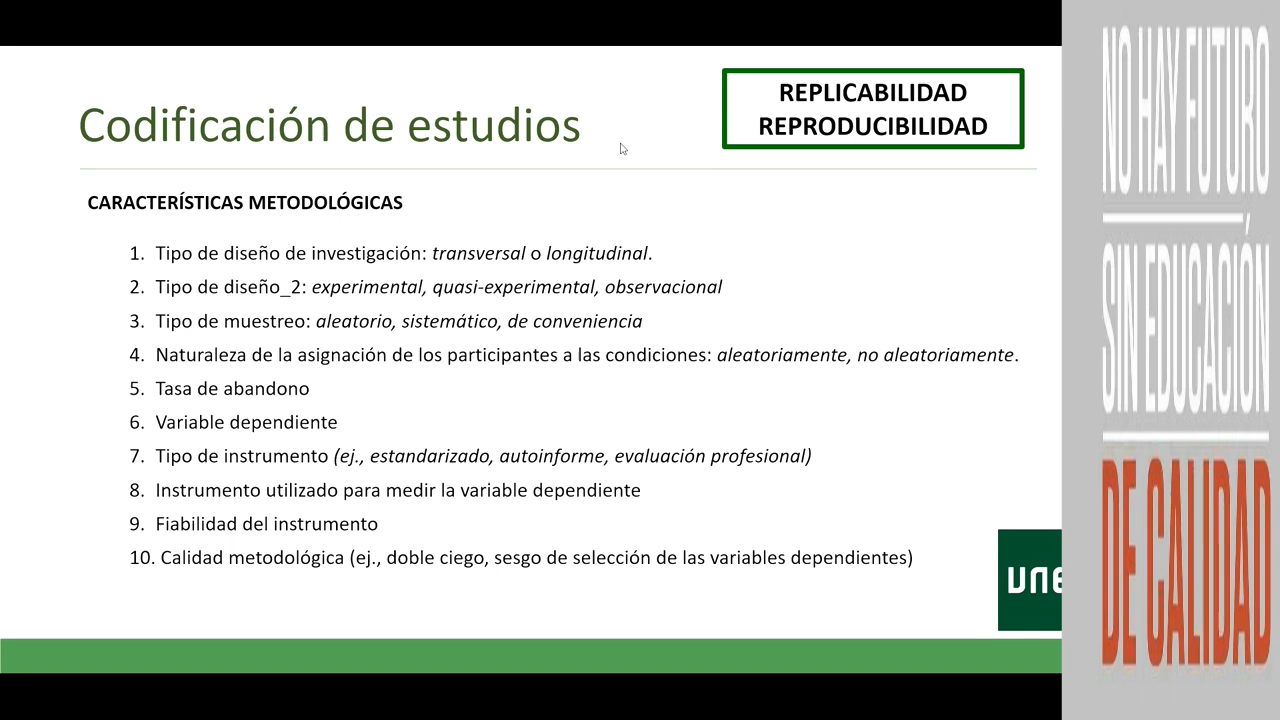 Codificación de estudios
REPLICABILIDAD
REPRODUCIBILIDAD
CARACTERÍSTICAS METODOLÓGICAS
1. Tipo de diseño de investigación: transversal o longitudinal.
2. Tipo de diseño_2: experimental, quasi-experimental, observacional
3. Tipo de muestreo: aleatorio, sistemático, de conveniencia
4. Naturaleza de la asignación de los participantes a las condiciones: aleatoriamente, no aleatoriamente.
5. Tasa de abandono
6. Variable dependiente
7. Tipo de instrumento (ej., estandarizado, autoinforme, evaluación profesional)
8. Instrumento utilizado para medir la variable dependiente
9. Fiabilidad del instrumento
10. Calidad metodológica (ej., doble ciego, sesgo de selección de las variables dependientes)
une
NO HAY FUTURO
SIN EDUCACIÓN
DE CALIDAD